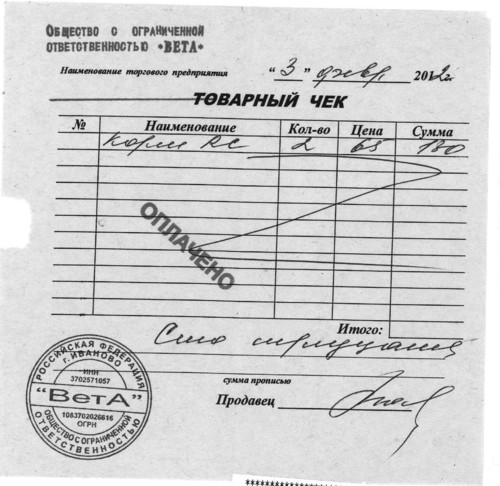 Общество с ограниченной
ответственностью "ВЕТА"
Наименование торгового предприятия
"3" февр. 2012г.
ТОВАРНЫЙ ЧЕК
№ Наименование Кол-во Цена Сумма
Корм RC 2 65 130
ОПЛАЧЕНО
Итого:
Сто тридцать
сумма прописью
Продавец
РОССИЙСКАЯ ФЕДЕРАЦИЯ
г. ИВАНОВО
ИНН
3702571057
"ВетА"
1083702026616
ОГРН
ОБЩЕСТВО С ОГРАНИЧЕННОЙ
ОТВЕТСТВЕННОСТЬЮ